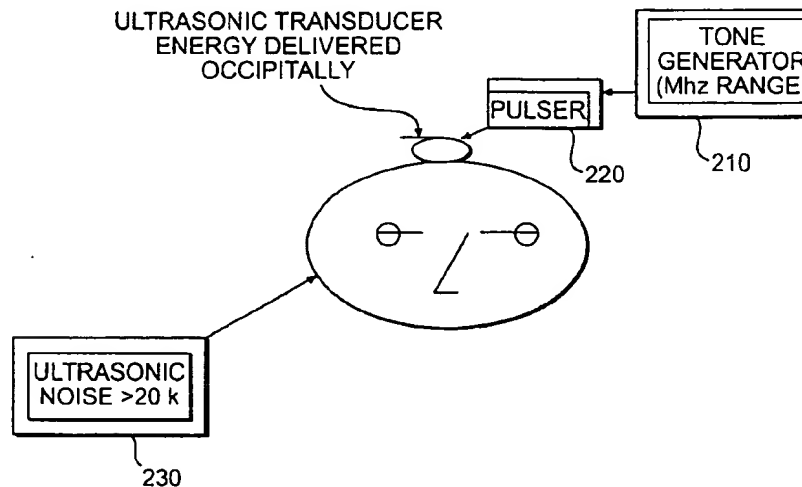 ULTRASONIC TRANSDUCER
ENERGY DELIVERED
OCCIPITALLY
PULSER
TONE
GENERATOR
(Mhz RANGE
220
210
ULTRASONIC
NOISE >20 k
230